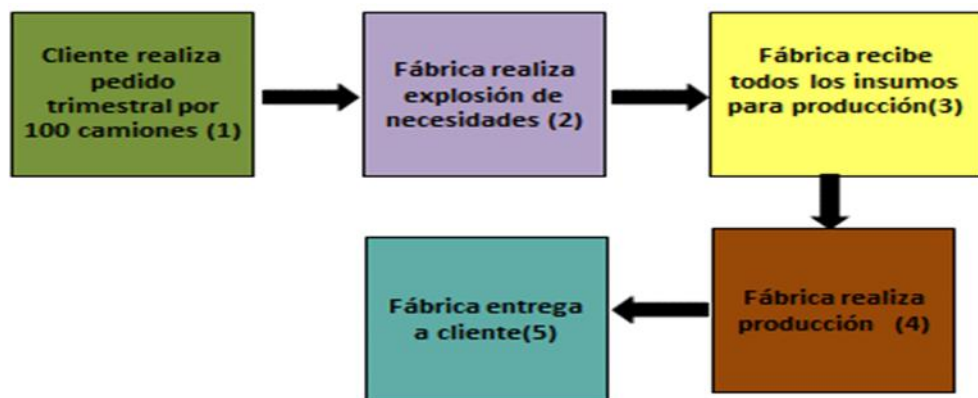 Cliente realiza
pedido
trimestral por
100 camiones (1)
Fábrica realiza
explosión de
necesidades (2)
Fábrica recibe
todos los insumos
para producción(3)
Fábrica realiza
producción (4)
Fábrica entrega
a cliente(5)